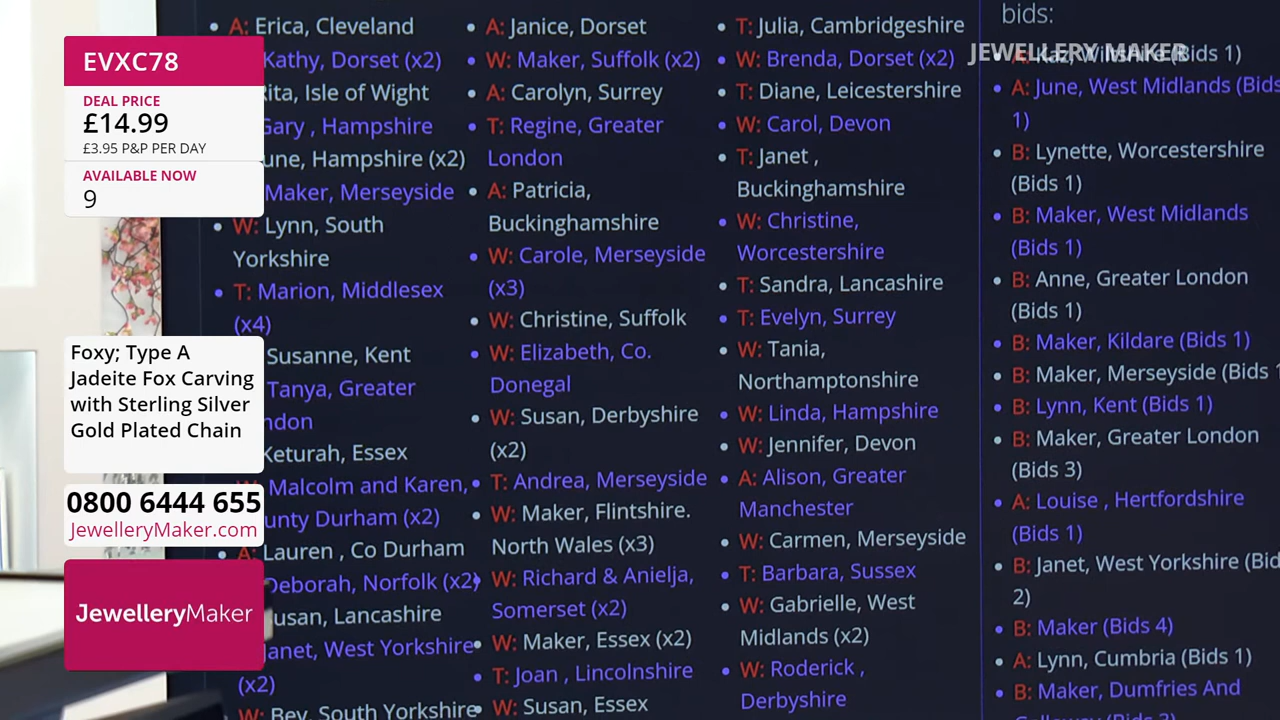 EVXC78
DEAL PRICE
£14.99
£3.95 P&P PER DAY
AVAILABLE NOW
9
Foxy; Type A
Jadeite Fox Carving
with Sterling Silver
Gold Plated Chain
0800 6444 655
JewelleryMaker.com
JewelleryMaker
A: Erica, Cleveland
Kathy, Dorset (x2)
Rita, Isle of Wight
Gary , Hampshire
une, Hampshire (x2)
Maker, Merseyside
W: Lynn, South
Yorkshire
T: Marion, Middlesex
(x4)
Susanne, Kent
Tanya, Greater
ndon
Keturah, Essex
Malcolm and Karen,
unty Durham (x2)
A: Lauren , Co Durham
Deborah, Norfolk (x2)
usan, Lancashire
anet, West Yorkshire
(x2)
W: Bev, South Yorkshire
A: Janice, Dorset
W: Maker, Suffolk (x2)
A: Carolyn, Surrey
T: Regine, Greater
London
A: Patricia,
Buckinghamshire
W: Carole, Merseyside
(x3)
W: Christine, Suffolk
W: Elizabeth, Co.
Donegal
W: Susan, Derbyshire
(x2)
T: Andrea, Merseyside
W: Maker, Flintshire.
North Wales (x3)
W: Richard & Anielja,
Somerset (x2)
W: Maker, Essex (x2)
T: Joan , Lincolnshire
W: Susan, Essex
T: Julia, Cambridgeshire
W: Brenda, Dorset (x2)
T: Diane, Leicestershire
W: Carol, Devon
T: Janet ,
Buckinghamshire
W: Christine,
Worcestershire
T: Sandra, Lancashire
T: Evelyn, Surrey
W: Tania,
Northamptonshire
W: Linda, Hampshire
W: Jennifer, Devon
A: Alison, Greater
Manchester
W: Carmen, Merseyside
T: Barbara, Sussex
W: Gabrielle, West
Midlands (x2)
W: Roderick ,
Derbyshire
bids:
JEWELLERY MAKER
Kaz, Wiltshire (Bids 1)
A: June, West Midlands (Bids
1)
B: Lynette, Worcestershire
(Bids 1)
B: Maker, West Midlands
(Bids 1)
B: Anne, Greater London
(Bids 1)
B: Maker, Kildare (Bids 1)
B: Maker, Merseyside (Bids 1
B: Lynn, Kent (Bids 1)
B: Maker, Greater London
(Bids 3)
A: Louise , Hertfordshire
(Bids 1)
B: Janet, West Yorkshire (Bid
2)
B: Maker (Bids 4)
A: Lynn, Cumbria (Bids 1)
B: Maker, Dumfries And